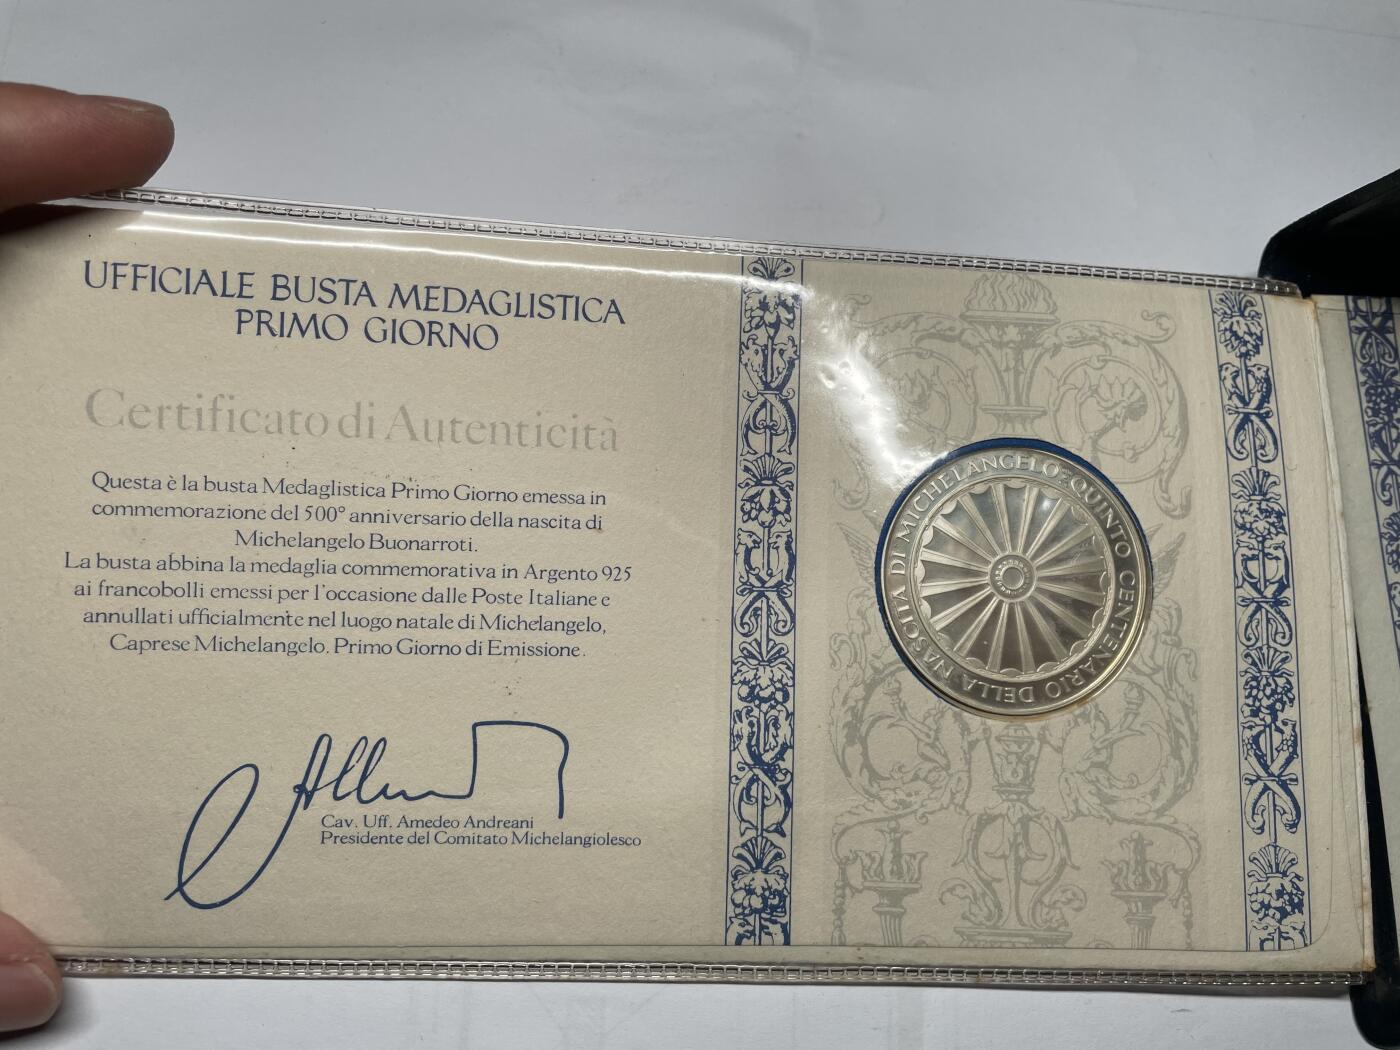 UFFICIALE BUSTA MEDAGLISTICA
PRIMO GIORNO
Certificato di Autenticità
Questa è la busta Medaglistica Primo Giorno emessa in
commemorazione del 500° anniversario della nascita di
Michelangelo Buonarroti.
La busta abbina la medaglia commemorativa in Argento 925
ai francobolli emessi per l'occasione dalle Poste Italiane e
annullati ufficialmente nel luogo natale di Michelangelo,
Caprese Michelangelo. Primo Giorno di Emissione.
Cav. Uff. Amedeo Andreani
Presidente del Comitato Michelangiolesco
QUINTO CENTENARIO DELLA NASCITA DI MICHELANGELO